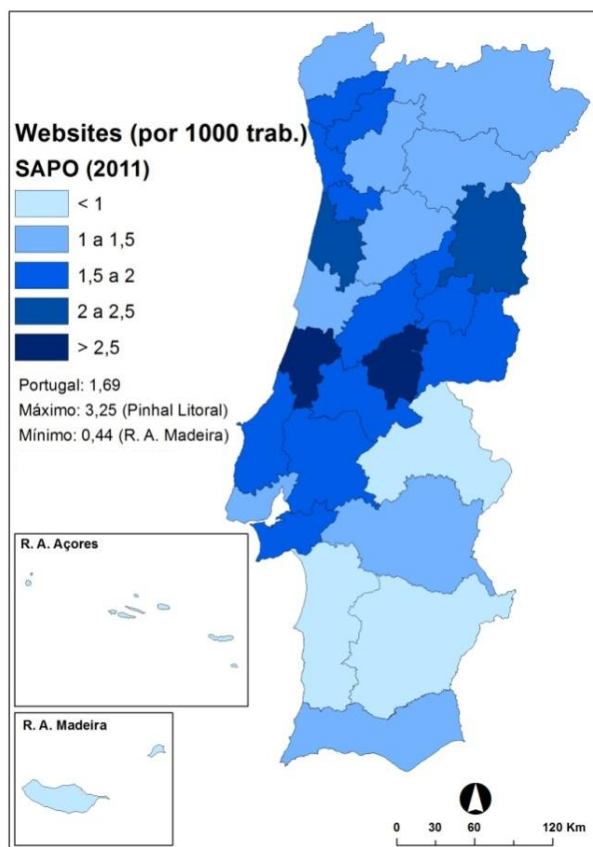 Websites (por 1000 trab.)
SAPO (2011)
< 1
1 a 1,5
1,5 a 2
2 a 2,5
> 2,5
Portugal: 1,69
Máximo: 3,25 (Pinhal Litoral)
Mínimo: 0,44 (R. A. Madeira)
R. A. Açores
R. A. Madeira
0 30 60 120 Km